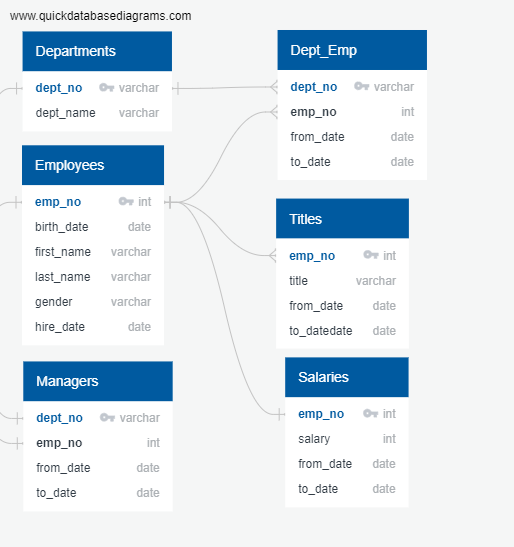 www.quickdatabasediagrams.com
Departments
dept_no varchar
dept_name varchar
Employees
emp_no int
birth_date date
first_name varchar
last_name varchar
gender varchar
hire_date date
Managers
dept_no varchar
emp_no int
from_date date
to_date date
Dept_Emp
dept_no varchar
emp_no int
from_date date
to_date date
Titles
emp_no int
title varchar
from_date date
to_datedate date
Salaries
emp_no int
salary int
from_date date
to_date date